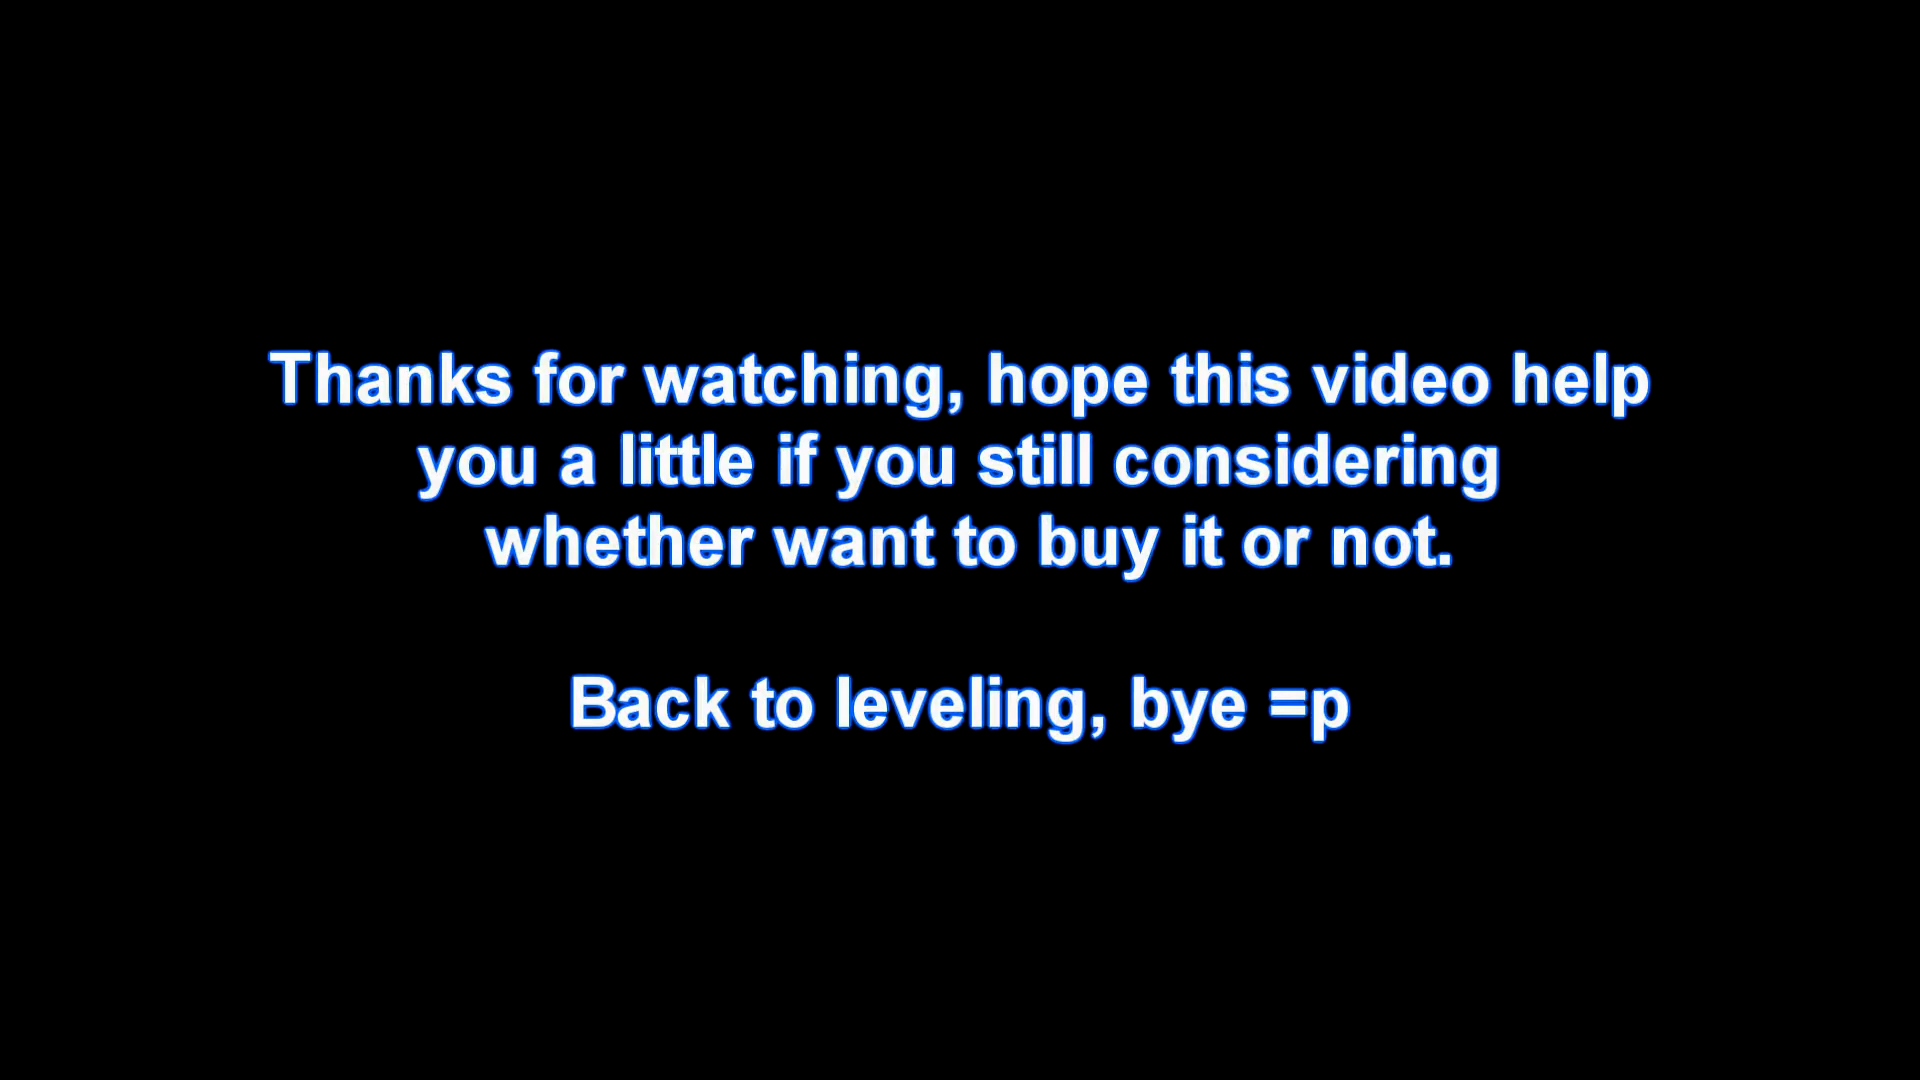 Thanks for watching, hope this video help
you a little if you still considering
whether want to buy it or not.
Back to leveling, bye =p